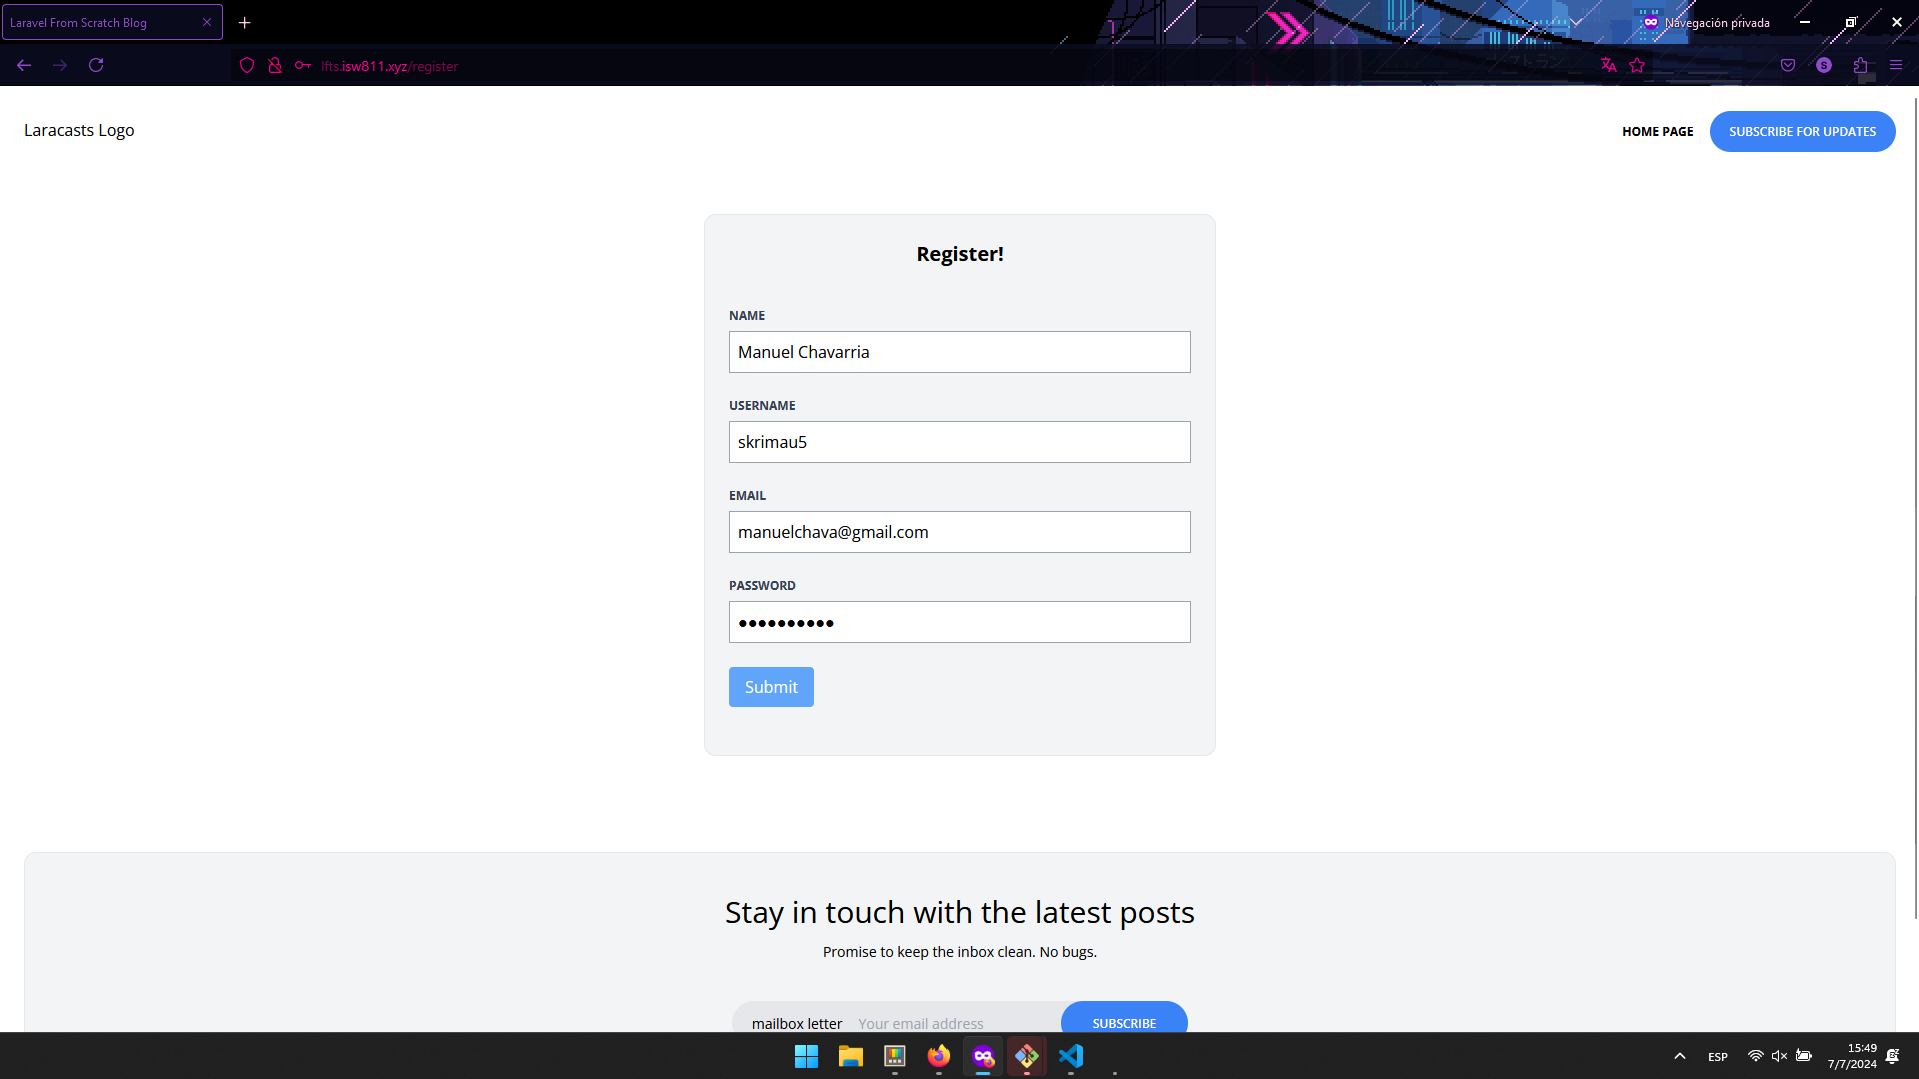 Laravel From Scratch Blog
Navegación privada
lfts.isw811.xyz/register
S
Laracasts Logo
HOME PAGE
SUBSCRIBE FOR UPDATES
Register!
NAME
Manuel Chavarria
USERNAME
skrimau5
EMAIL
manuelchava@gmail.com
PASSWORD
Submit
Stay in touch with the latest posts
Promise to keep the inbox clean. No bugs.
mailbox letter
Your email address
SUBSCRIBE
ESP
15:49
7/7/2024